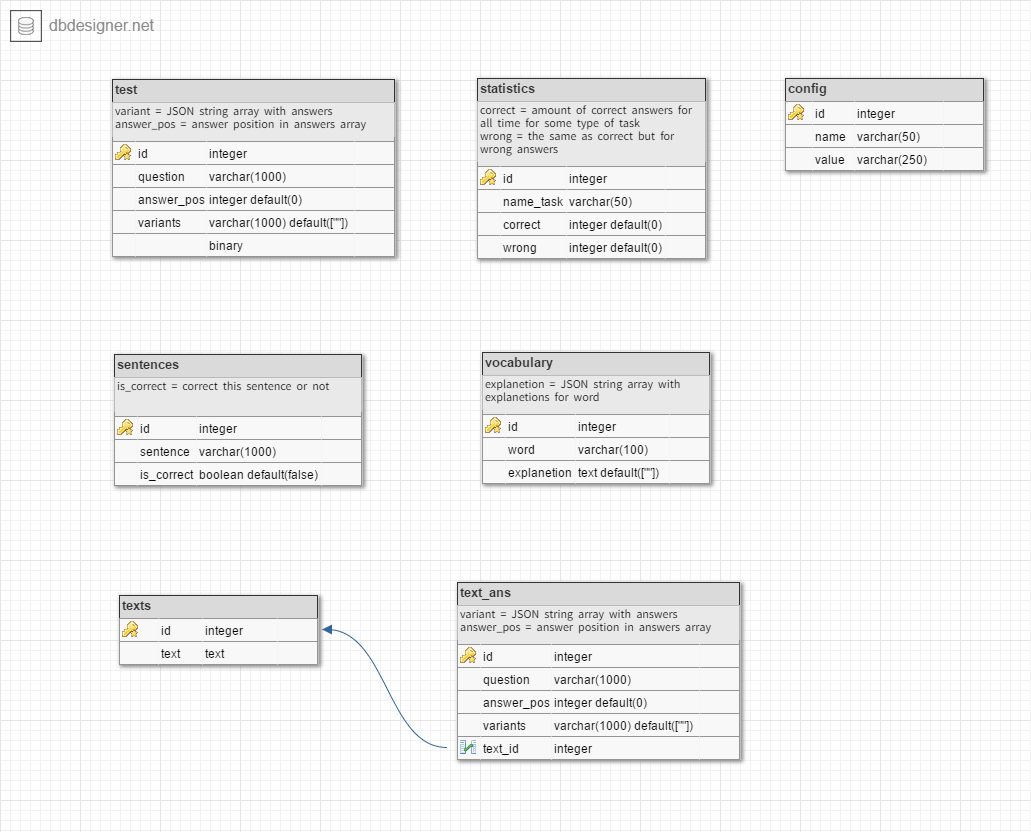 dbdesigner.net
test
variant = JSON string array with answers
answer_pos = answer position in answers array
id integer
question varchar(1000)
answer_pos integer default(0)
variants varchar(1000) default([""])
binary
statistics
correct = amount of correct answers for
all time for some type of task
wrong = the same as correct but for
wrong answers
id integer
name_task varchar(50)
correct integer default(0)
wrong integer default(0)
config
id integer
name varchar(50)
value varchar(250)
sentences
is_correct = correct this sentence or not
id integer
sentence varchar(1000)
is_correct boolean default(false)
vocabulary
explanetion = JSON string array with
explanetions for word
id integer
word varchar(100)
explanetion text default([""])
texts
id integer
text text
text_ans
variant = JSON string array with answers
answer_pos = answer position in answers array
id integer
question varchar(1000)
answer_pos integer default(0)
variants varchar(1000) default([""])
text_id integer